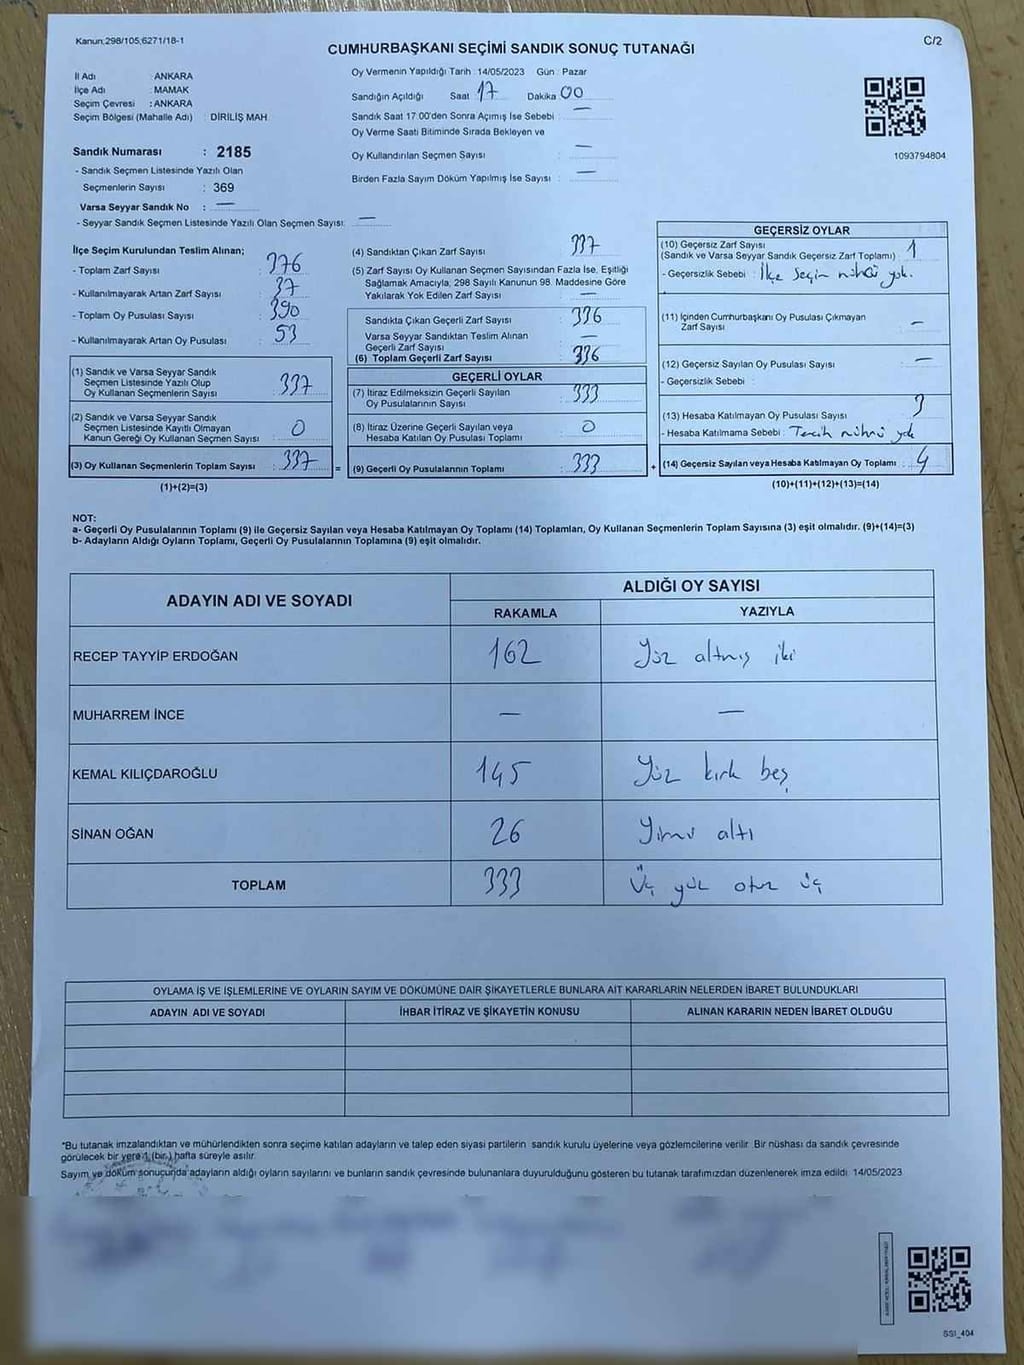 Kanun;298/105;6271/18-1
C/2
CUMHURBAŞKANI SEÇİMİ SANDIK SONUÇ TUTANAĞI
İl Adı : ANKARA
İlçe Adı : MAMAK
Seçim Çevresi : ANKARA
Seçim Bölgesi (Mahalle Adı) : DİRİLİŞ MAH.
Sandık Numarası : 2185
- Sandık Seçmen Listesinde Yazılı Olan
Seçmenlerin Sayısı : 369
Varsa Seyyar Sandık No : —
- Seyyar Sandık Seçmen Listesinde Yazılı Olan Seçmen Sayısı: —
Oy Vermenin Yapıldığı Tarih : 14/05/2023 Gün : Pazar
Sandığın Açıldığı Saat 17 Dakika 00
Sandık Saat 17:00'den Sonra Açımış İse Sebebi : —
Oy Verme Saati Bitiminde Sırada Bekleyen ve
Oy Kullandırılan Seçmen Sayısı : —
Birden Fazla Sayım Döküm Yapılmış İse Sayısı : —
1093794804
İlçe Seçim Kurulundan Teslim Alınan;
- Toplam Zarf Sayısı : 376
- Kullanılmayarak Artan Zarf Sayısı : 37
- Toplam Oy Pusulası Sayısı : 390
- Kullanılmayarak Artan Oy Pusulası : 53
(1) Sandık ve Varsa Seyyar Sandık
Seçmen Listesinde Yazılı Olup
Oy Kullanan Seçmenlerin Sayısı : 337
(2) Sandık ve Varsa Seyyar Sandık
Seçmen Listesinde Kayıtlı Olmayan
Kanun Gereği Oy Kullanan Seçmen Sayısı : 0
(3) Oy Kullanan Seçmenlerin Toplam Sayısı : 337
(1)+(2)=(3)
(4) Sandıktan Çıkan Zarf Sayısı : 337
(5) Zarf Sayısı Oy Kullanan Seçmen Sayısından Fazla İse, Eşitliği
Sağlamak Amacıyla, 298 Sayılı Kanunun 98. Maddesine Göre
Yakılarak Yok Edilen Zarf Sayısı : —
Sandıkta Çıkan Geçerli Zarf Sayısı : 336
Varsa Seyyar Sandıktan Teslim Alınan
Geçerli Zarf Sayısı : —
(6) Toplam Geçerli Zarf Sayısı : 336
GEÇERLİ OYLAR
(7) İtiraz Edilmeksizin Geçerli Sayılan
Oy Pusulalarının Sayısı : 333
(8) İtiraz Üzerine Geçerli Sayılan veya
Hesaba Katılan Oy Pusulası Toplamı : 0
= (9) Geçerli Oy Pusulalarının Toplamı : 333
GEÇERSİZ OYLAR
(10) Geçersiz Zarf Sayısı
(Sandık ve Varsa Seyyar Sandık Geçersiz Zarf Toplamı) : 1
- Geçersizlik Sebebi : İlçe Seçim mührü yok.
(11) İçinden Cumhurbaşkanı Oy Pusulası Çıkmayan
Zarf Sayısı : —
(12) Geçersiz Sayılan Oy Pusulası Sayısı : —
- Geçersizlik Sebebi :
(13) Hesaba Katılmayan Oy Pusulası Sayısı : 3
- Hesaba Katılmama Sebebi : Tercih mührü yok
+ (14) Geçersiz Sayılan veya Hesaba Katılmayan Oy Toplamı : 4
(10)+(11)+(12)+(13)=(14)
NOT:
a- Geçerli Oy Pusulalarının Toplamı (9) ile Geçersiz Sayılan veya Hesaba Katılmayan Oy Toplamı (14) Toplamları, Oy Kullanan Seçmenlerin Toplam Sayısına (3) eşit olmalıdır. (9)+(14)=(3)
b- Adayların Aldığı Oyların Toplamı, Geçerli Oy Pusulalarının Toplamına (9) eşit olmalıdır.
ADAYIN ADI VE SOYADI
ALDIĞI OY SAYISI
RAKAMLA YAZIYLA
RECEP TAYYİP ERDOĞAN 162 Yüz altmış iki
MUHARREM İNCE — —
KEMAL KILIÇDAROĞLU 145 Yüz kırk beş
SİNAN OĞAN 26 Yirmi altı
TOPLAM 333 Üç yüz otuz üç
OYLAMA İŞ VE İŞLEMLERİNE VE OYLARIN SAYIM VE DÖKÜMÜNE DAİR ŞİKAYETLERLE BUNLARA AİT KARARLARIN NELERDEN İBARET BULUNDUKLARI
ADAYIN ADI VE SOYADI İHBAR İTİRAZ VE ŞİKAYETİN KONUSU ALINAN KARARIN NEDEN İBARET OLDUĞU
*Bu tutanak imzalandıktan ve mühürlendikten sonra seçime katılan adayların ve talep eden siyasi partilerin sandık kurulu üyelerine veya gözlemcilerine verilir. Bir nüshası da sandık çevresinde
görülecek bir yere 1 (bir ) hafta süreyle asılır.
Sayım ve döküm sonucunda adayların aldığı oyların sayılarını ve bunların sandık çevresinde bulunanlara duyurulduğunu gösteren bu tutanak tarafımızdan düzenlenerek imza edildi. 14/05/2023
SSI_404